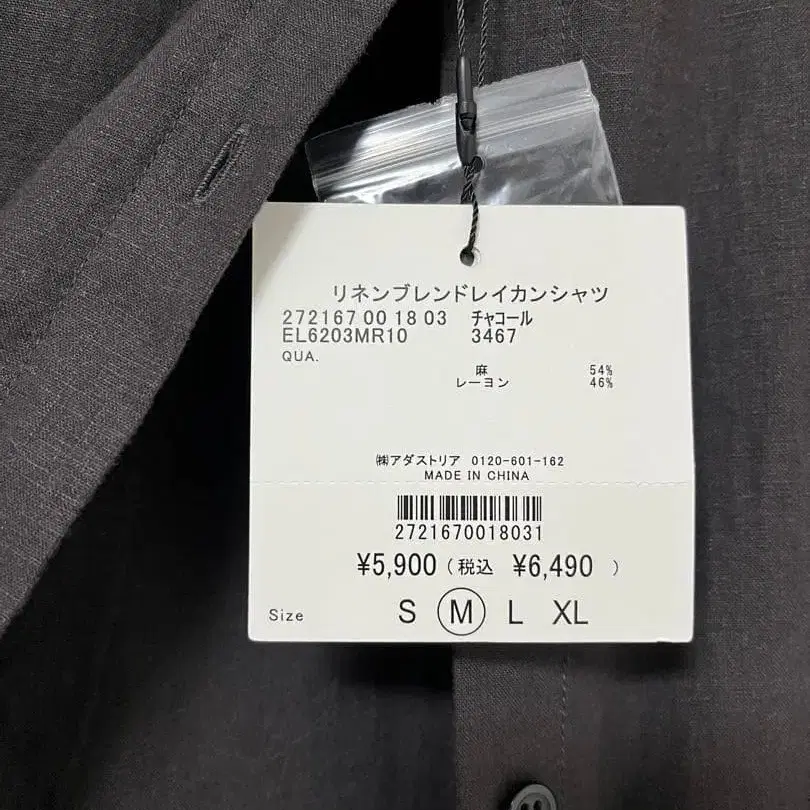 リネンブレンドレイカンシャツ
272167 00 18 03 チャコール
EL6203MR10 3467
QUA.
麻 54%
レーヨン 46%
㈱アダストリア 0120-601-162
MADE IN CHINA
2721670018031
¥5,900（税込 ¥6,490 ）
Size S M L XL